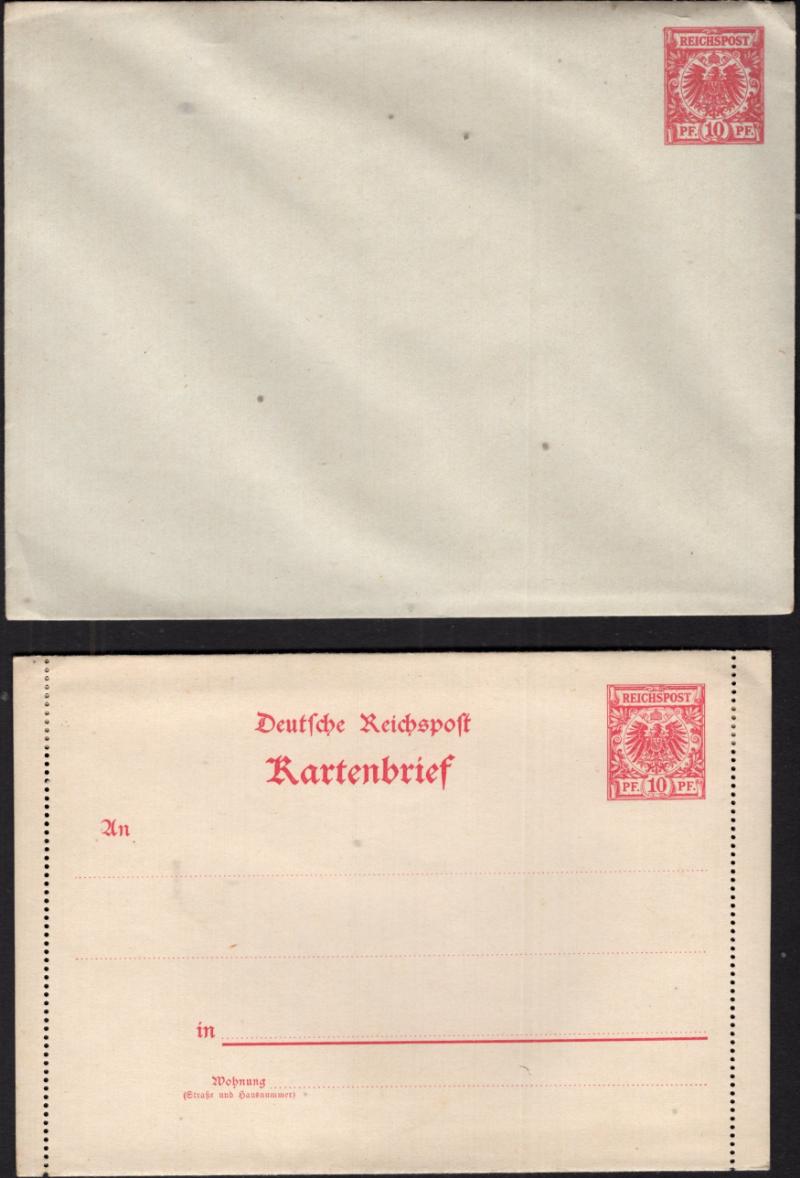 REICHSPOST
PF. 10 PF.
Deutsche Reichspost
REICHSPOST
Kartenbrief
PF. 10 PF.
An
in
Wohnung
(Straße und Hausnummer)